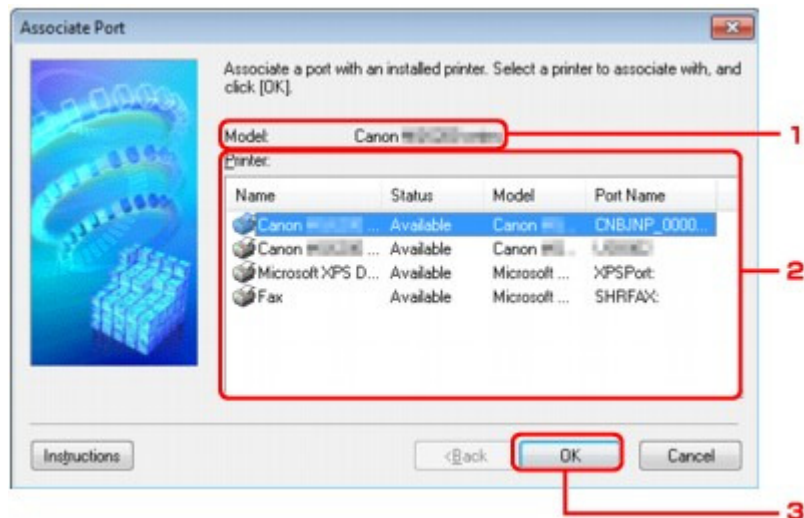 Associate Port
Associate a port with an installed printer. Select a printer to associate with, and
click [OK].
Model: Canon
1
Printer:
Name Status Model Port Name
Canon ... Available Canon ... CNBJNP_0000...
Canon ... Available Canon ...
2
Microsoft XPS D... Available Microsoft ... XPSPort:
Fax Available Microsoft ... SHRFAX:
Instructions <Back OK Cancel
3